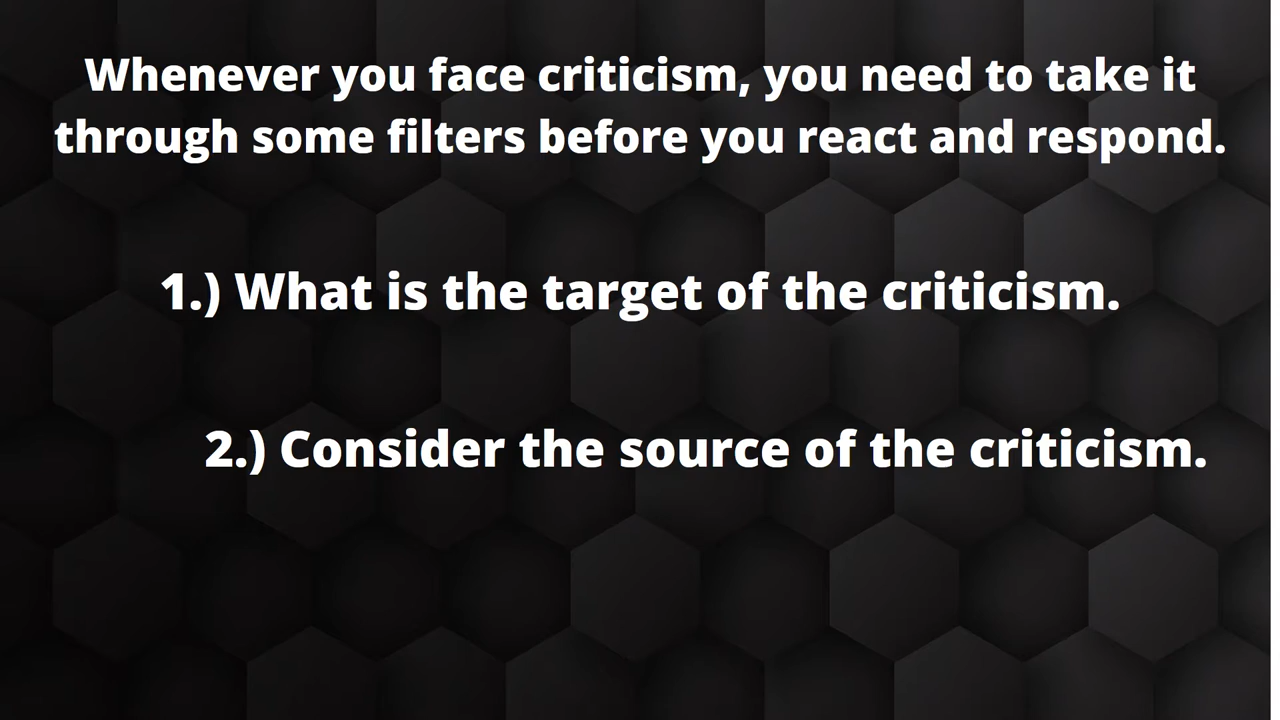 Whenever you face criticism, you need to take it
through some filters before you react and respond.
1.) What is the target of the criticism.
2.) Consider the source of the criticism.